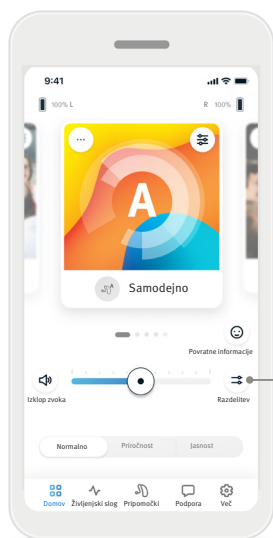 9:41
100% L
R 100%
A
Samodejno
Povratne informacije
Izklop zvoka
Razdelitev
Normalno
Priročnost
Jasnost
Domov
Življenjski slog
Pripomočki
Podpora
Več